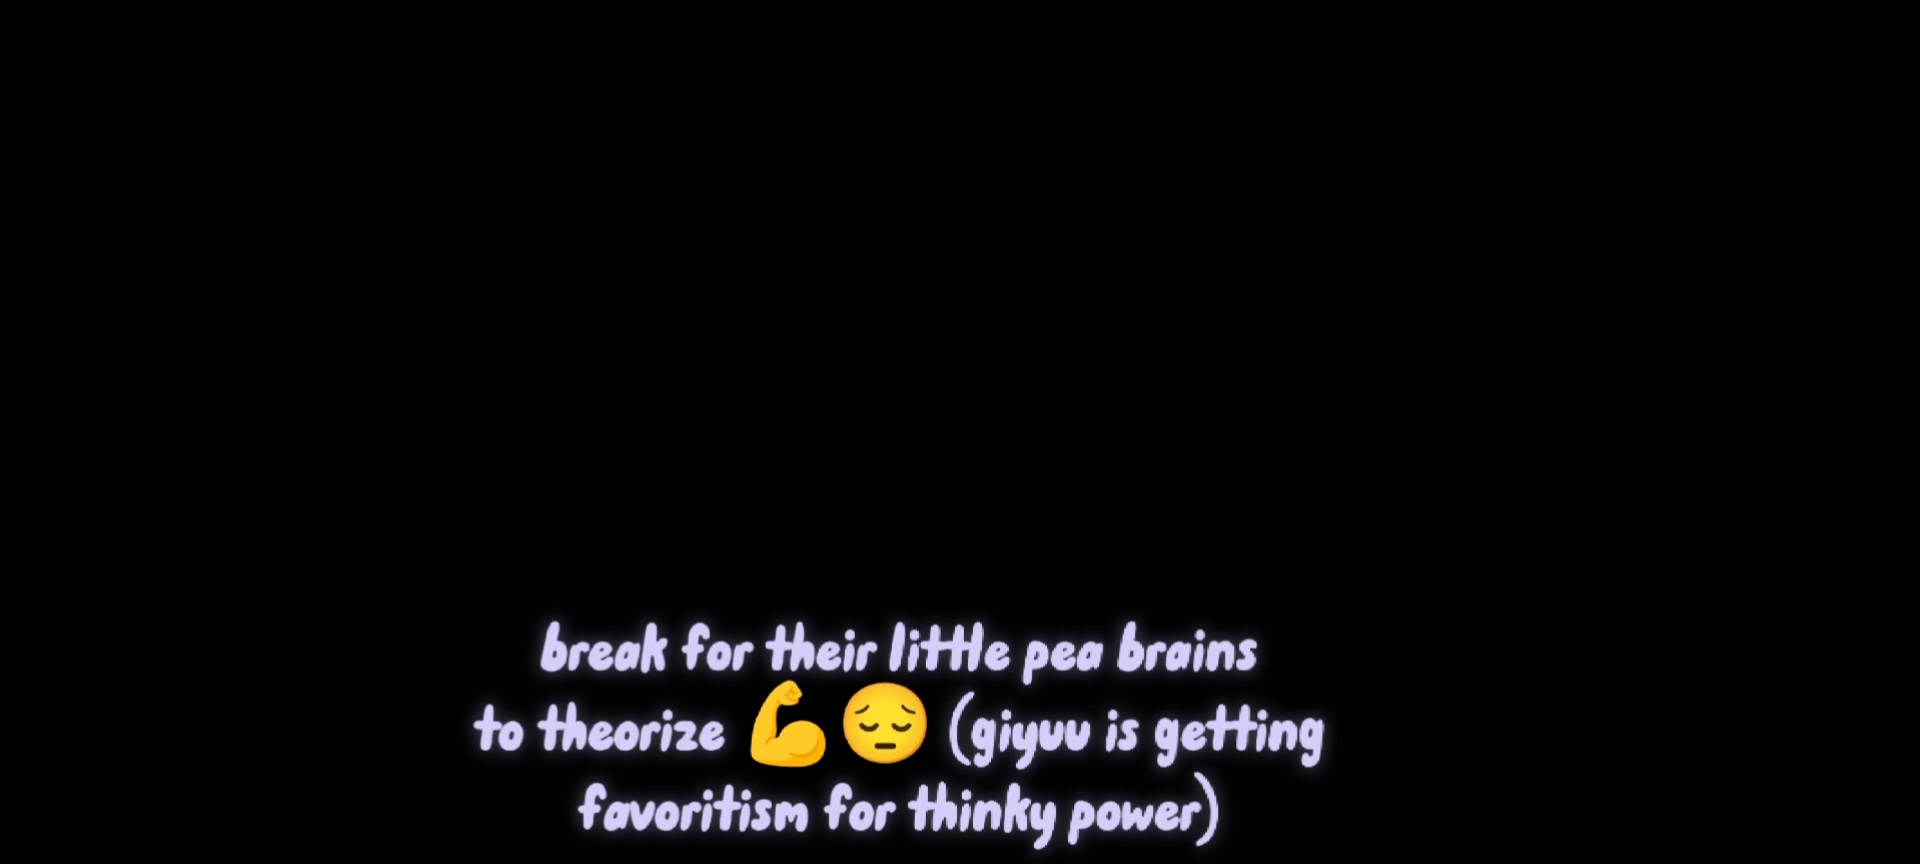 break for their little pea brains
to theorize 💪😔 (giyuu is getting
favoritism for thinky power)